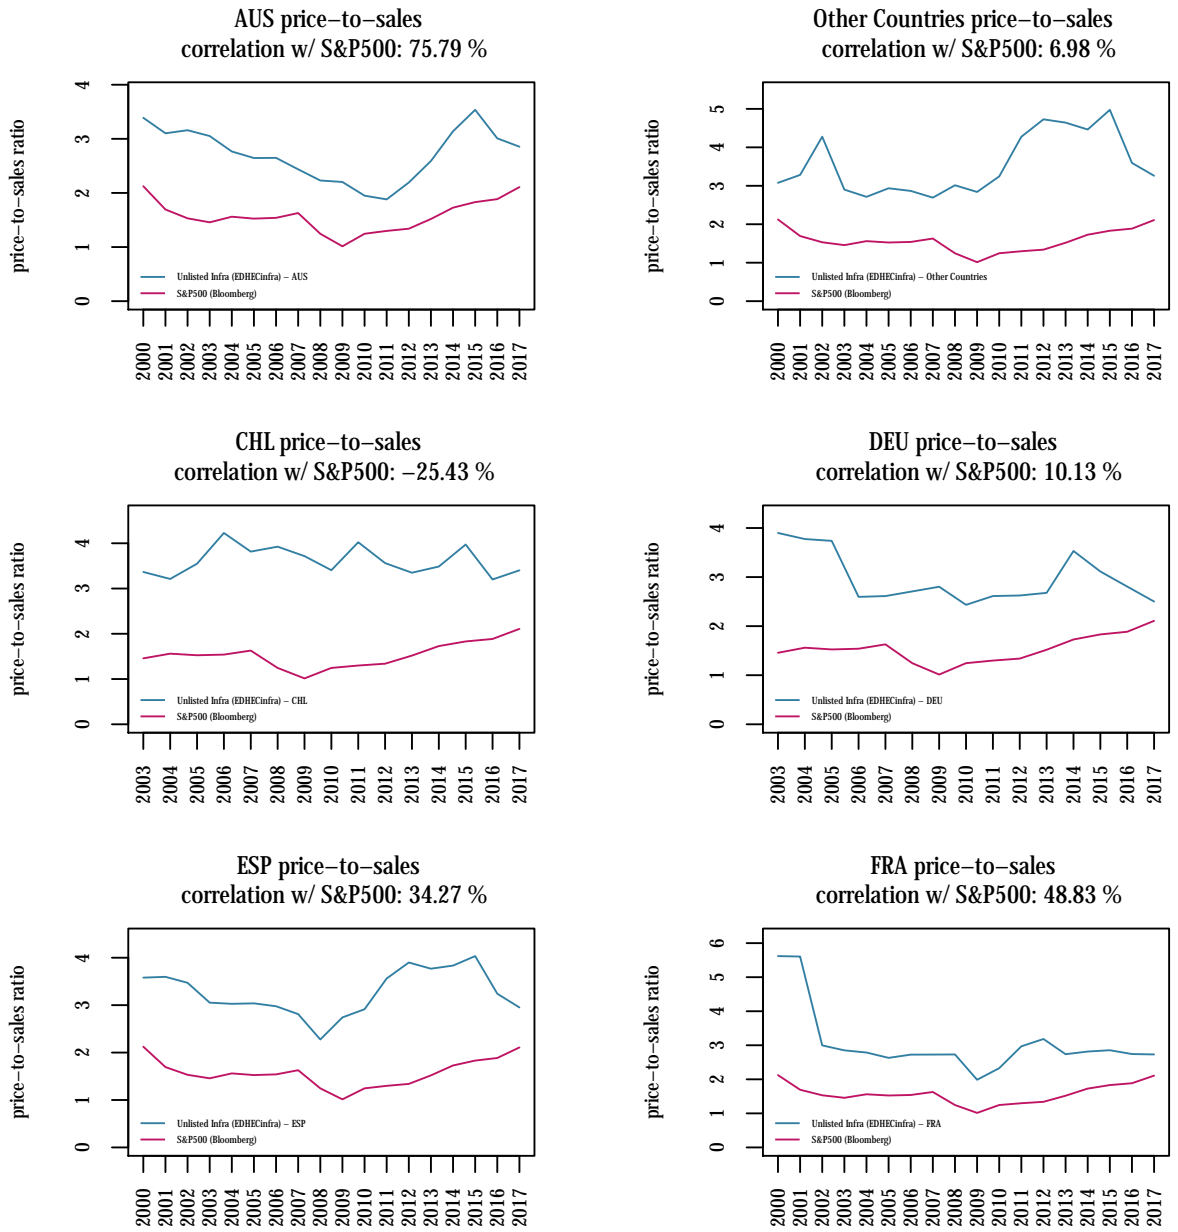 AUS price−to−sales
correlation w/ S&P500: 75.79 %
price−to−sales ratio
4
3
2
1
0
Unlisted Infra (EDHECinfra) − AUS
S&P500 (Bloomberg)
2000 2001 2002 2003 2004 2005 2006 2007 2008 2009 2010 2011 2012 2013 2014 2015 2016 2017
Other Countries price−to−sales
correlation w/ S&P500: 6.98 %
price−to−sales ratio
5
4
3
2
1
0
Unlisted Infra (EDHECinfra) − Other Countries
S&P500 (Bloomberg)
2000 2001 2002 2003 2004 2005 2006 2007 2008 2009 2010 2011 2012 2013 2014 2015 2016 2017
CHL price−to−sales
correlation w/ S&P500: −25.43 %
price−to−sales ratio
4
3
2
1
0
Unlisted Infra (EDHECinfra) − CHL
S&P500 (Bloomberg)
2003 2004 2005 2006 2007 2008 2009 2010 2011 2012 2013 2014 2015 2016 2017
DEU price−to−sales
correlation w/ S&P500: 10.13 %
price−to−sales ratio
4
3
2
1
0
Unlisted Infra (EDHECinfra) − DEU
S&P500 (Bloomberg)
2003 2004 2005 2006 2007 2008 2009 2010 2011 2012 2013 2014 2015 2016 2017
ESP price−to−sales
correlation w/ S&P500: 34.27 %
price−to−sales ratio
4
3
2
1
0
Unlisted Infra (EDHECinfra) − ESP
S&P500 (Bloomberg)
2000 2001 2002 2003 2004 2005 2006 2007 2008 2009 2010 2011 2012 2013 2014 2015 2016 2017
FRA price−to−sales
correlation w/ S&P500: 48.83 %
price−to−sales ratio
6
5
4
3
2
1
0
Unlisted Infra (EDHECinfra) − FRA
S&P500 (Bloomberg)
2000 2001 2002 2003 2004 2005 2006 2007 2008 2009 2010 2011 2012 2013 2014 2015 2016 2017